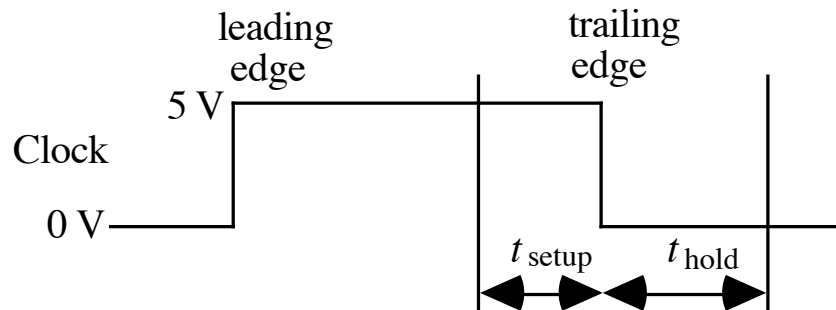 leading
edge
trailing
edge
5 V
Clock
0 V
t setup
t hold